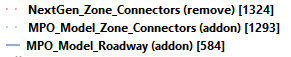 NextGen_Zone_Connectors (remove) [1324]
MPO_Model_Zone_Connectors (addon) [1293]
MPO_Model_Roadway (addon) [584]